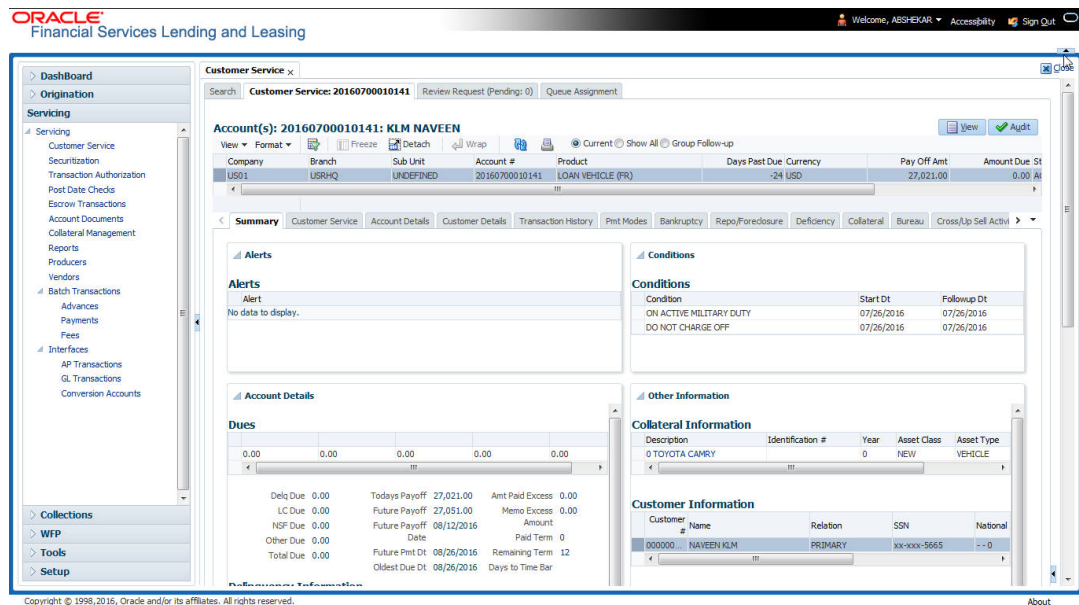 ORACLE
Financial Services Lending and Leasing
Welcome, ABSHEKAR Accessibility Sign Out
DashBoard
Origination
Servicing
Servicing
Customer Service
Securitization
Transaction Authorization
Post Date Checks
Escrow Transactions
Account Documents
Collateral Management
Reports
Producers
Vendors
Batch Transactions
Advances
Payments
Fees
Interfaces
AP Transactions
GL Transactions
Conversion Accounts
Collections
WFP
Tools
Setup
Customer Service x
Close
Search Customer Service: 20160700010141 Review Request (Pending: 0) Queue Assignment
Account(s): 20160700010141: KLM NAVEEN
View Audit
View Format Freeze Detach Wrap Current Show All Group Follow-up
Company Branch Sub Unit Account # Product Days Past Due Currency Pay Off Amt Amount Due St
US01 USRHQ UNDEFINED 20160700010141 LOAN VEHICLE (FR) -24 USD 27,021.00 0.00
Summary Customer Service Account Details Customer Details Transaction History Pmt Modes Bankruptcy Repo/Foreclosure Deficiency Collateral Bureau Cross/Up Sell Activi
Alerts
Alerts
Alert
No data to display.
Conditions
Conditions
Condition Start Dt Followup Dt
ON ACTIVE MILITARY DUTY 07/26/2016 07/26/2016
DO NOT CHARGE OFF 07/26/2016 07/26/2016
Account Details
Dues
0.00 0.00 0.00 0.00 0.00
Delq Due 0.00 Todays Payoff 27,021.00 Amt Paid Excess 0.00
LC Due 0.00 Future Payoff 27,051.00 Memo Excess Amount 0.00
NSF Due 0.00 Future Payoff Date 08/12/2016
Other Due 0.00 Paid Term 0
Total Due 0.00 Future Pmt Dt 08/26/2016 Remaining Term 12
Oldest Due Dt 08/26/2016 Days to Time Bar
Delinquency Information
Other Information
Collateral Information
Description Identification # Year Asset Class Asset Type
0 TOYOTA CAMRY 0 NEW VEHICLE
Customer Information
Customer # Name Relation SSN National
000000... NAVEEN KLM PRIMARY xx-xxx-5665 - - 0
Copyright © 1998,2016, Oracle and/or its affiliates. All rights reserved.
About